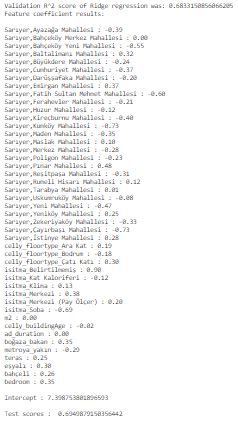 Validation R^2 score of Ridge regression was: 0.6833150856066205
Feature coefficient results:
Sarıyer,Ayazağa Mahallesi : -0.39
Sarıyer,Bahçeköy Merkez Mahallesi : 0.00
Sarıyer,Bahçeköy Yeni Mahallesi : -0.55
Sarıyer,Baltalimanı Mahallesi : 0.32
Sarıyer,Büyükdere Mahallesi : -0.24
Sarıyer,Cumhuriyet Mahallesi : -0.37
Sarıyer,Darüşşafaka Mahallesi : -0.20
Sarıyer,Emirgan Mahallesi : 0.37
Sarıyer,Fatih Sultan Mehmet Mahallesi : -0.60
Sarıyer,Ferahevler Mahallesi : -0.21
Sarıyer,Huzur Mahallesi : -0.12
Sarıyer,Kireçburnu Mahallesi : -0.40
Sarıyer,Kumköy Mahallesi : -0.73
Sarıyer,Maden Mahallesi : -0.35
Sarıyer,Maslak Mahallesi : 0.10
Sarıyer,Merkez Mahallesi : -0.28
Sarıyer,Poligon Mahallesi : -0.23
Sarıyer,Pınar Mahallesi : 0.48
Sarıyer,Reşitpaşa Mahallesi : -0.31
Sarıyer,Rumeli Hisarı Mahallesi : 0.12
Sarıyer,Tarabya Mahallesi : 0.01
Sarıyer,Uskumruköy Mahallesi : -0.08
Sarıyer,Yeni Mahallesi : -0.47
Sarıyer,Yeniköy Mahallesi : 0.25
Sarıyer,Zekeriyaköy Mahallesi : -0.33
Sarıyer,Çayırbaşı Mahallesi : -0.73
Sarıyer,İstinye Mahallesi : 0.28
celly_floortype_Ara Kat : 0.19
celly_floortype_Bodrum : -0.18
celly_floortype_Çatı Katı : 0.30
isitma_Belirtilmemiş : 0.90
isitma_Kat Kaloriferi : -0.12
isitma_Klima : 0.13
isitma_Merkezi : 0.38
isitma_Merkezi (Pay Ölçer) : 0.20
isitma_Soba : -0.69
m2 : 0.00
celly_buildingAge : -0.02
ad_duration : 0.00
boğaza_bakan : 0.35
metroya_yakın : -0.29
teras : 0.25
eşyalı : 0.30
bahçeli : 0.26
bedroom : 0.35
Intercept : 7.398753801896593
Test scores : 0.6949879150356442